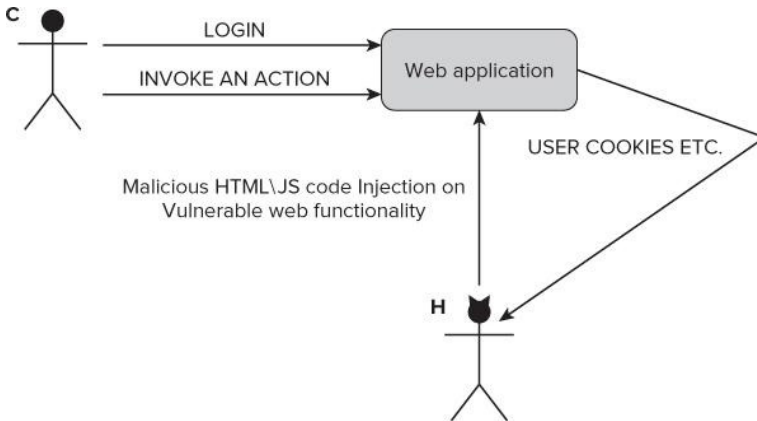 C
LOGIN
INVOKE AN ACTION
Web application
USER COOKIES ETC.
Malicious HTML\JS code Injection on
Vulnerable web functionality
H